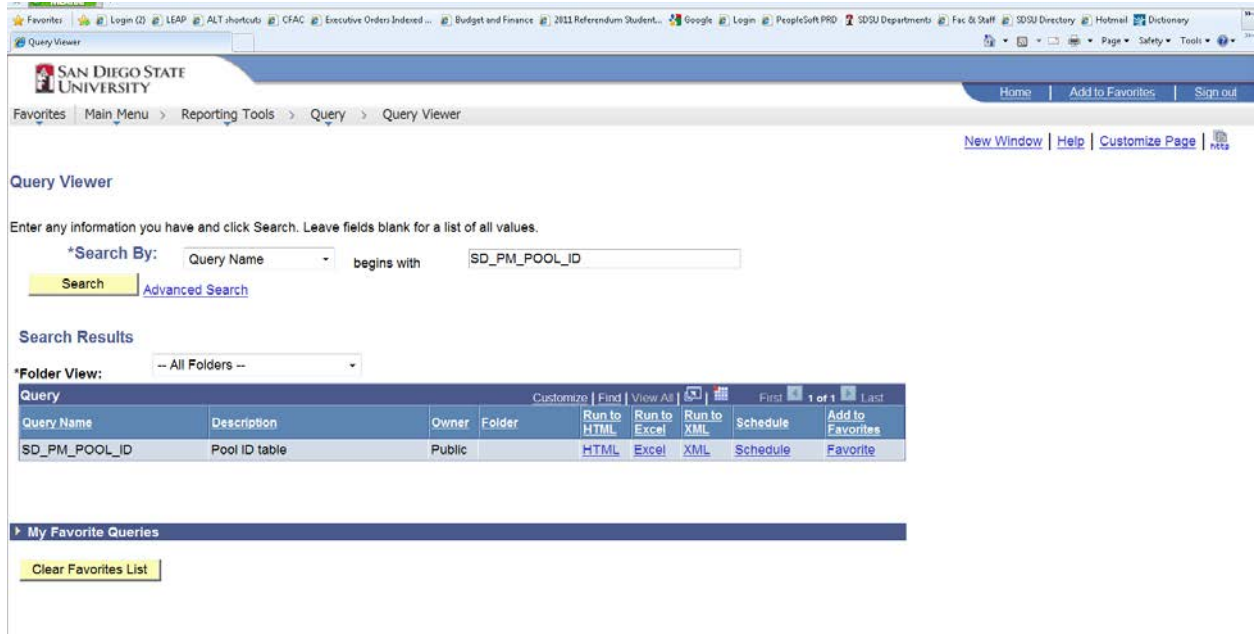 Favorites Login (2) LEAP ALT shortcuts CFAC Executive Orders Indexed ... Budget and Finance 2011 Referendum Student... Google Login PeopleSoft PRD SDSU Departments Fac & Staff SDSU Directory Hotmail Dictionary
Query Viewer Page Safety Tools
SAN DIEGO STATE
UNIVERSITY
Home | Add to Favorites | Sign out
Favorites | Main Menu > Reporting Tools > Query > Query Viewer
New Window | Help | Customize Page | http
Query Viewer
Enter any information you have and click Search. Leave fields blank for a list of all values.
*Search By: Query Name begins with SD_PM_POOL_ID
Search Advanced Search
Search Results
*Folder View: -- All Folders --
Query Customize | Find | View All | First 1 of 1 Last
Query Name Description Owner Folder Run to HTML Run to Excel Run to XML Schedule Add to Favorites
SD_PM_POOL_ID Pool ID table Public HTML Excel XML Schedule Favorite
My Favorite Queries
Clear Favorites List